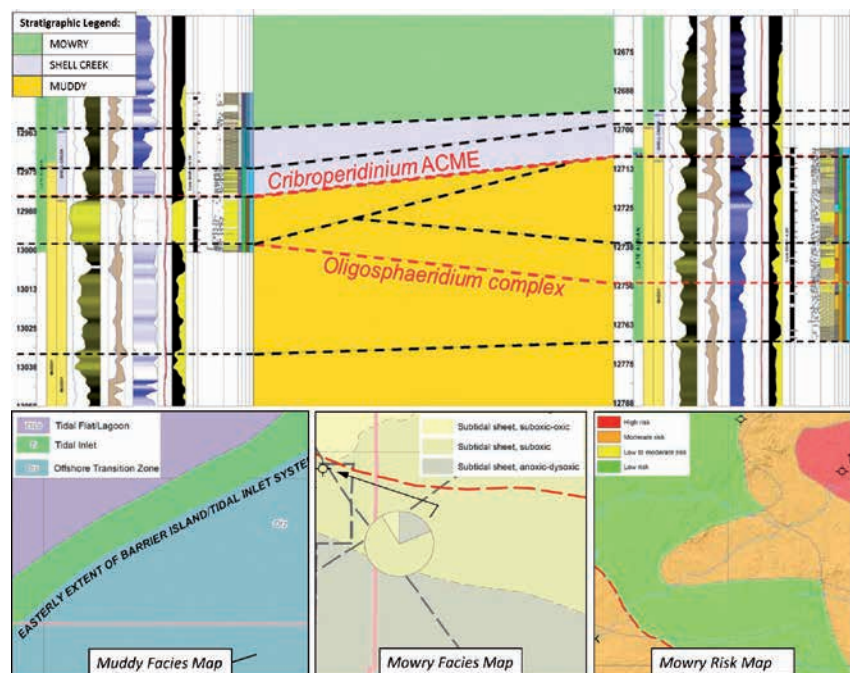 Stratigraphic Legend:
MOWRY
SHELL CREEK
MUDDY
12963
12975
12988
13000
13013
13025
13038
Cribroperidinium ACME
Oligosphaeridium complex
12675
12700
12713
12725
12738
12750
12763
12788
Tidal Flat/Lagoon
Tidal Inlet
Offshore Transition Zone
EASTERLY EXTENT OF BARRIER ISLAND/TIDAL INLET SYSTE
Muddy Facies Map
Subtidal sheet, suboxic-oxic
Subtidal sheet, suboxic
Subtidal sheet, anoxic-dysoxic
Mowry Facies Map
High risk
Moderate risk
Low to moderate risk
Low risk
Mowry Risk Map